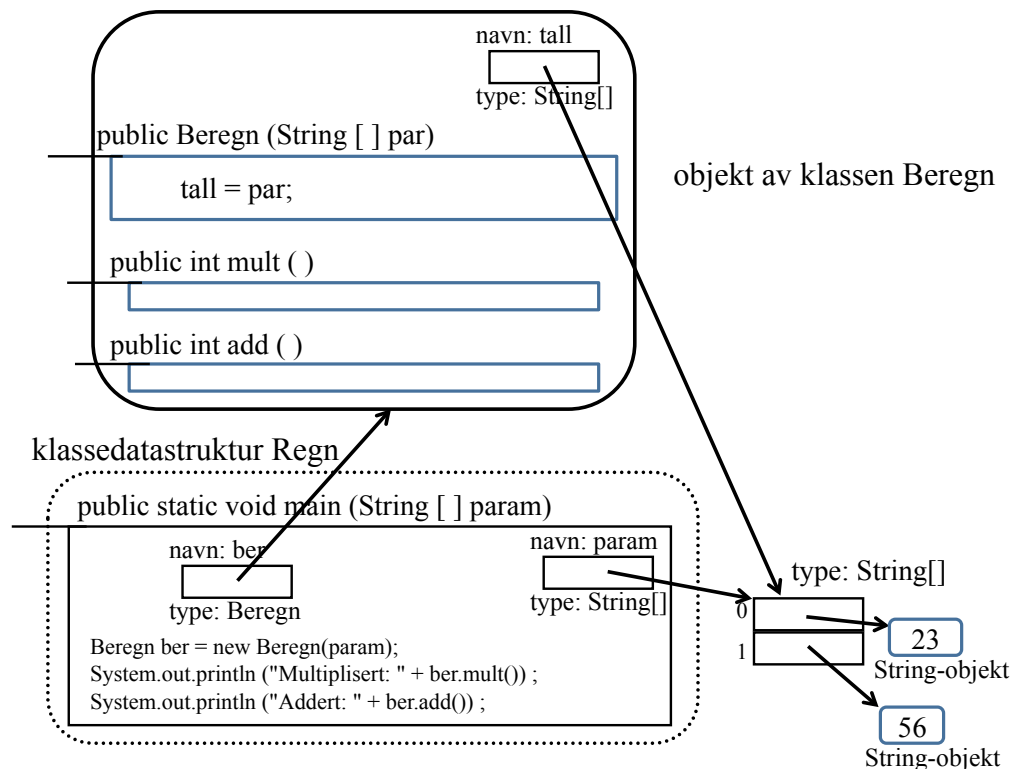 navn: tall
type: String[]
public Beregn (String [ ] par)
tall = par;
objekt av klassen Beregn
public int mult ( )
public int add ( )
klassedatastruktur Regn
public static void main (String [ ] param)
navn: ber
type: Beregn
navn: param
type: String[]
Beregn ber = new Beregn(param);
System.out.println ("Multiplisert: " + ber.mult()) ;
System.out.println ("Addert: " + ber.add()) ;
type: String[]
0
1
23
String-objekt
56
String-objekt